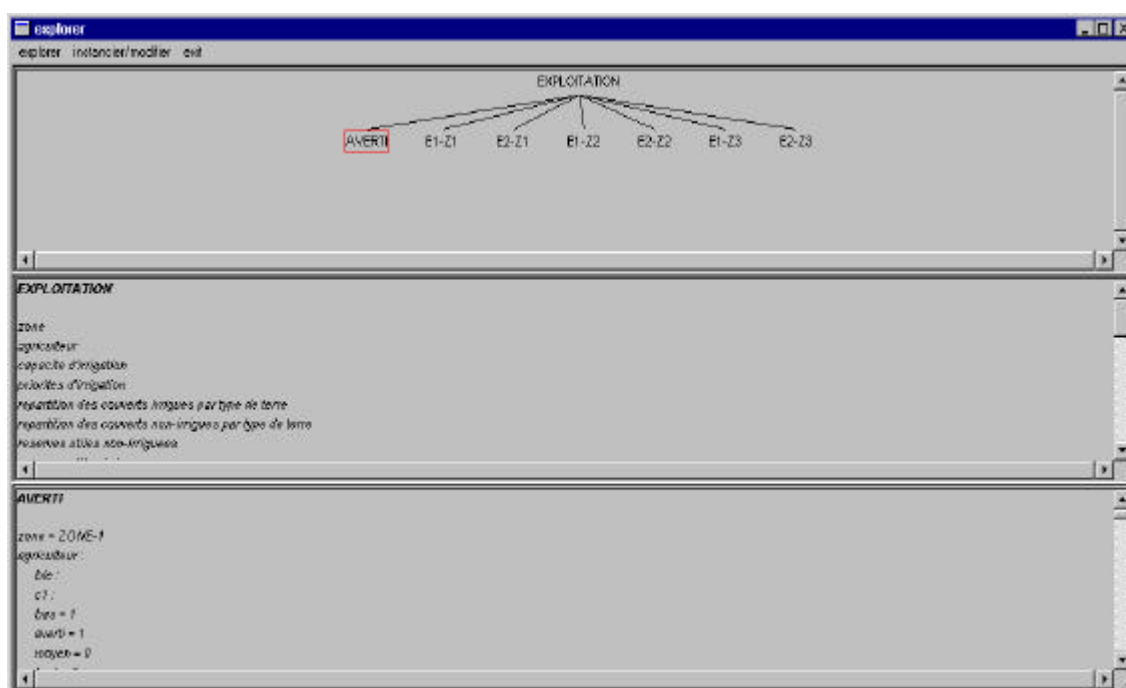 explorer
explorer instancier/modifier exit
EXPLOITATION
AVERTI E1-Z1 E2-Z1 E1-Z2 E2-Z2 E1-Z3 E2-Z3
EXPLOITATION
zone
agriculteur
capacite d'irrigation
priorites d'irrigation
repartition des couverts irrigues par type de terre
repartition des couverts non-irrigues par type de terre
reserves utiles non-irriguees
AVERTI
zone = ZONE-1
agriculteur :
ble :
c1 :
bas = 1
averti = 1
moyen = 0